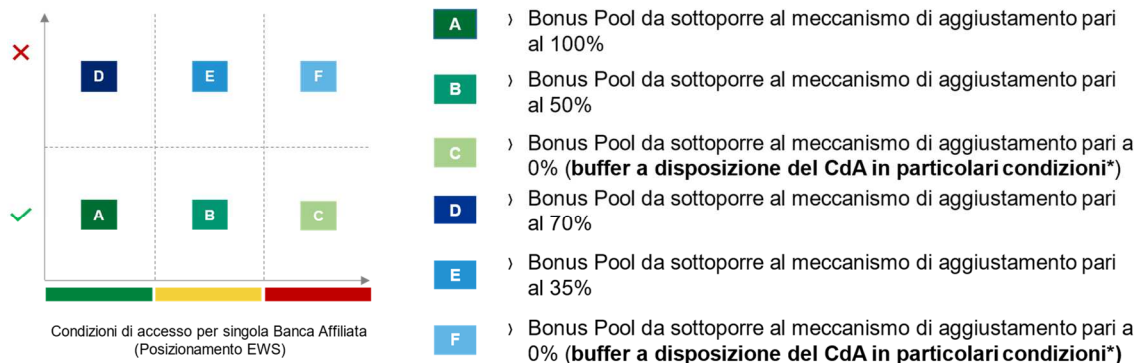 D
E
F
A
B
C
Condizioni di accesso per singola Banca Affiliata
(Posizionamento EWS)
A
› Bonus Pool da sottoporre al meccanismo di aggiustamento pari
al 100%
B
› Bonus Pool da sottoporre al meccanismo di aggiustamento pari
al 50%
C
› Bonus Pool da sottoporre al meccanismo di aggiustamento pari a
0% (buffer a disposizione del CdA in particolari condizioni*)
D
› Bonus Pool da sottoporre al meccanismo di aggiustamento pari
al 70%
E
› Bonus Pool da sottoporre al meccanismo di aggiustamento pari
al 35%
F
› Bonus Pool da sottoporre al meccanismo di aggiustamento pari a
0% (buffer a disposizione del CdA in particolari condizioni*)